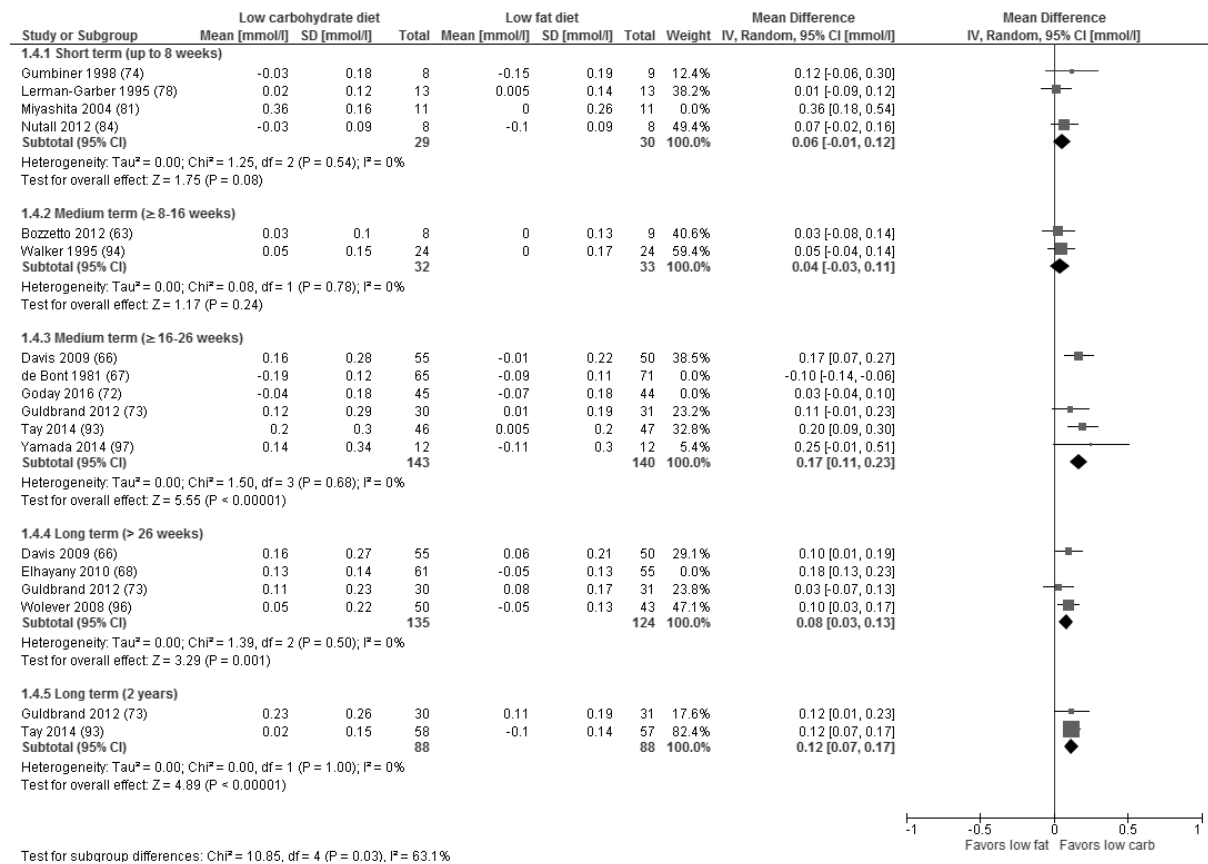 Low carbohydrate diet Low fat diet Mean Difference Mean Difference
Study or Subgroup Mean [mmol/l] SD [mmol/l] Total Mean [mmol/l] SD [mmol/l] Total Weight IV, Random, 95% CI [mmol/l] IV, Random, 95% CI [mmol/l]
1.4.1 Short term (up to 8 weeks)
Gumbiner 1998 (74) -0.03 0.18 8 -0.15 0.19 9 12.4% 0.12 [-0.06, 0.30]
Lerman-Garber 1995 (78) 0.02 0.12 13 0.005 0.14 13 38.2% 0.01 [-0.09, 0.12]
Miyashita 2004 (81) 0.36 0.16 11 0 0.26 11 0.0% 0.36 [0.18, 0.54]
Nutall 2012 (84) -0.03 0.09 8 -0.1 0.09 8 49.4% 0.07 [-0.02, 0.16]
Subtotal (95% CI) 29 30 100.0% 0.06 [-0.01, 0.12]
Heterogeneity: Tau² = 0.00; Chi² = 1.25, df = 2 (P = 0.54); I² = 0%
Test for overall effect: Z = 1.75 (P = 0.08)
1.4.2 Medium term (≥ 8-16 weeks)
Bozzetto 2012 (63) 0.03 0.1 8 0 0.13 9 40.6% 0.03 [-0.08, 0.14]
Walker 1995 (94) 0.05 0.15 24 0 0.17 24 59.4% 0.05 [-0.04, 0.14]
Subtotal (95% CI) 32 33 100.0% 0.04 [-0.03, 0.11]
Heterogeneity: Tau² = 0.00; Chi² = 0.08, df = 1 (P = 0.78); I² = 0%
Test for overall effect: Z = 1.17 (P = 0.24)
1.4.3 Medium term (≥ 16-26 weeks)
Davis 2009 (66) 0.16 0.28 55 -0.01 0.22 50 38.5% 0.17 [0.07, 0.27]
de Bont 1981 (67) -0.19 0.12 65 -0.09 0.11 71 0.0% -0.10 [-0.14, -0.06]
Goday 2016 (72) -0.04 0.18 45 -0.07 0.18 44 0.0% 0.03 [-0.04, 0.10]
Guldbrand 2012 (73) 0.12 0.29 30 0.01 0.19 31 23.2% 0.11 [-0.01, 0.23]
Tay 2014 (93) 0.2 0.3 46 0.005 0.2 47 32.8% 0.20 [0.09, 0.30]
Yamada 2014 (97) 0.14 0.34 12 -0.11 0.3 12 5.4% 0.25 [-0.01, 0.51]
Subtotal (95% CI) 143 140 100.0% 0.17 [0.11, 0.23]
Heterogeneity: Tau² = 0.00; Chi² = 1.50, df = 3 (P = 0.68); I² = 0%
Test for overall effect: Z = 5.55 (P < 0.00001)
1.4.4 Long term (> 26 weeks)
Davis 2009 (66) 0.16 0.27 55 0.06 0.21 50 29.1% 0.10 [0.01, 0.19]
Elhayany 2010 (68) 0.13 0.14 61 -0.05 0.13 55 0.0% 0.18 [0.13, 0.23]
Guldbrand 2012 (73) 0.11 0.23 30 0.08 0.17 31 23.8% 0.03 [-0.07, 0.13]
Wolever 2008 (96) 0.05 0.22 50 -0.05 0.13 43 47.1% 0.10 [0.03, 0.17]
Subtotal (95% CI) 135 124 100.0% 0.08 [0.03, 0.13]
Heterogeneity: Tau² = 0.00; Chi² = 1.39, df = 2 (P = 0.50); I² = 0%
Test for overall effect: Z = 3.29 (P = 0.001)
1.4.5 Long term (2 years)
Guldbrand 2012 (73) 0.23 0.26 30 0.11 0.19 31 17.6% 0.12 [0.01, 0.23]
Tay 2014 (93) 0.02 0.15 58 -0.1 0.14 57 82.4% 0.12 [0.07, 0.17]
Subtotal (95% CI) 88 88 100.0% 0.12 [0.07, 0.17]
Heterogeneity: Tau² = 0.00; Chi² = 0.00, df = 1 (P = 1.00); I² = 0%
Test for overall effect: Z = 4.89 (P < 0.00001)
-1 -0.5 0 0.5 1
Favors low fat Favors low carb
Test for subgroup differences: Chi² = 10.85, df = 4 (P = 0.03), I² = 63.1%